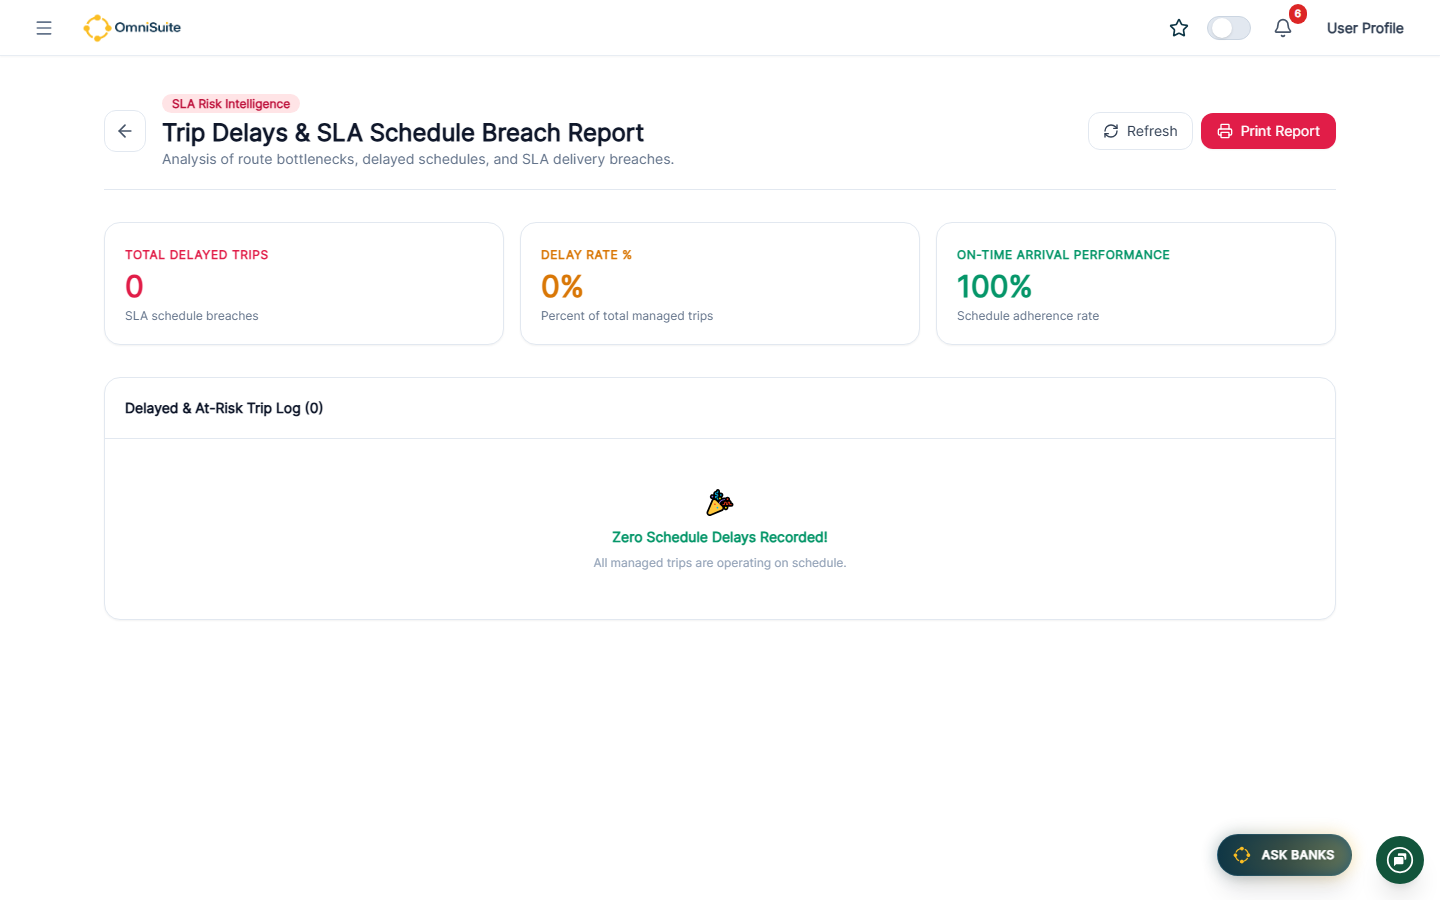 OmniSuite
6
User Profile
SLA Risk Intelligence
Trip Delays & SLA Schedule Breach Report
Analysis of route bottlenecks, delayed schedules, and SLA delivery breaches.
Refresh
Print Report
TOTAL DELAYED TRIPS
0
SLA schedule breaches
DELAY RATE %
0%
Percent of total managed trips
ON-TIME ARRIVAL PERFORMANCE
100%
Schedule adherence rate
Delayed & At-Risk Trip Log (0)
Zero Schedule Delays Recorded!
All managed trips are operating on schedule.
ASK BANKS